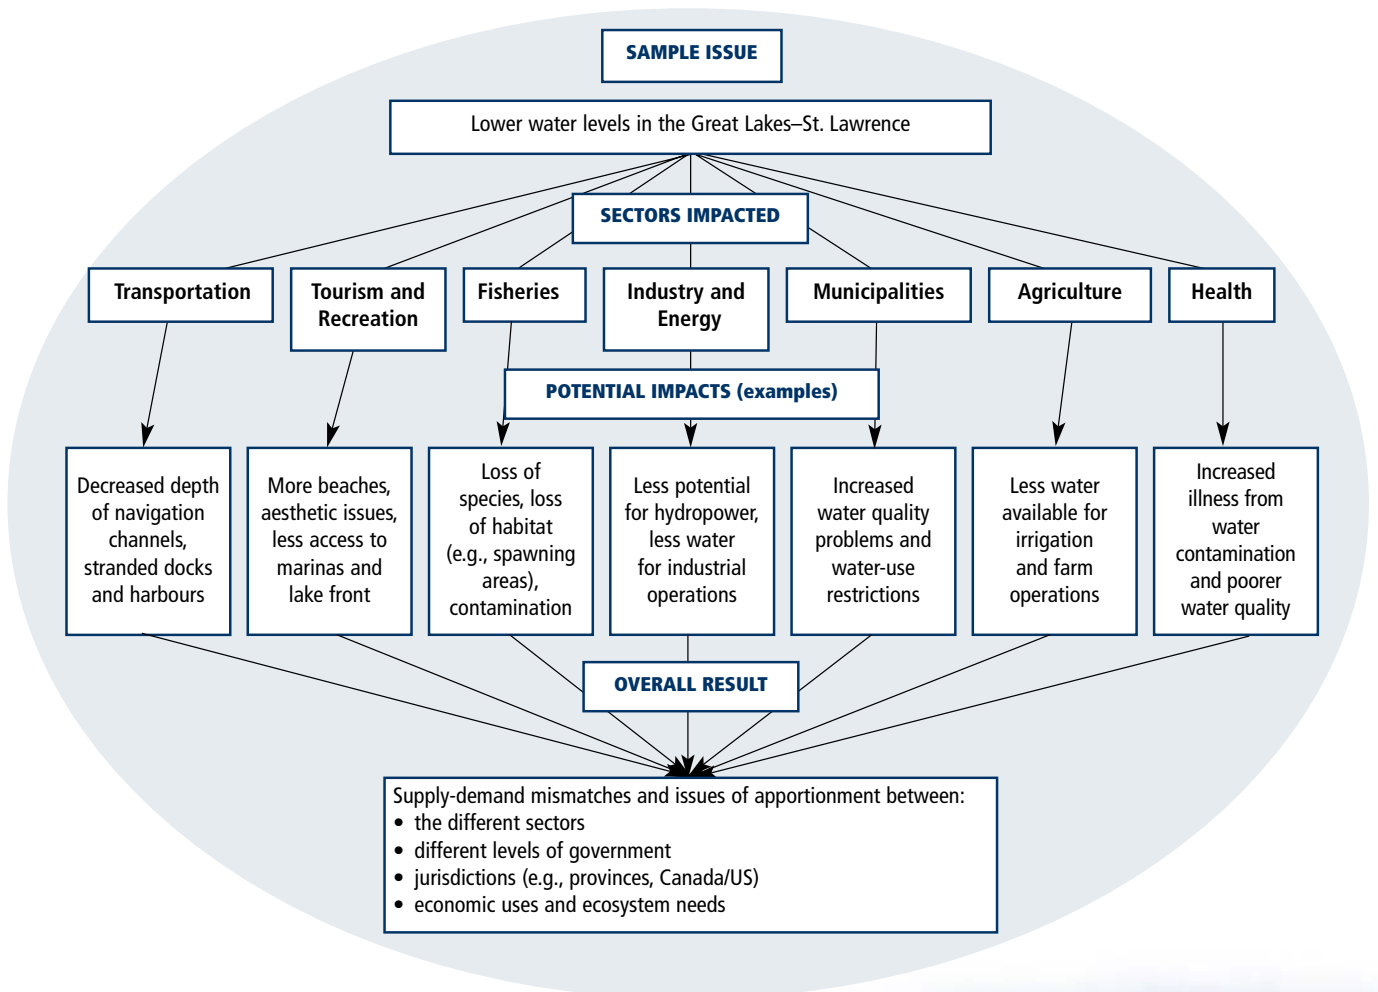 SAMPLE ISSUE
Lower water levels in the Great Lakes–St. Lawrence
SECTORS IMPACTED
Transportation
Tourism and
Recreation
Fisheries
Industry and
Energy
Municipalities
Agriculture
Health
POTENTIAL IMPACTS (examples)
Decreased depth
of navigation
channels,
stranded docks
and harbours
More beaches,
aesthetic issues,
less access to
marinas and
lake front
Loss of
species, loss
of habitat
(e.g., spawning
areas),
contamination
Less potential
for hydropower,
less water
for industrial
operations
Increased
water quality
problems and
water-use
restrictions
Less water
available for
irrigation
and farm
operations
Increased
illness from
water
contamination
and poorer
water quality
OVERALL RESULT
Supply-demand mismatches and issues of apportionment between:
• the different sectors
• different levels of government
• jurisdictions (e.g., provinces, Canada/US)
• economic uses and ecosystem needs